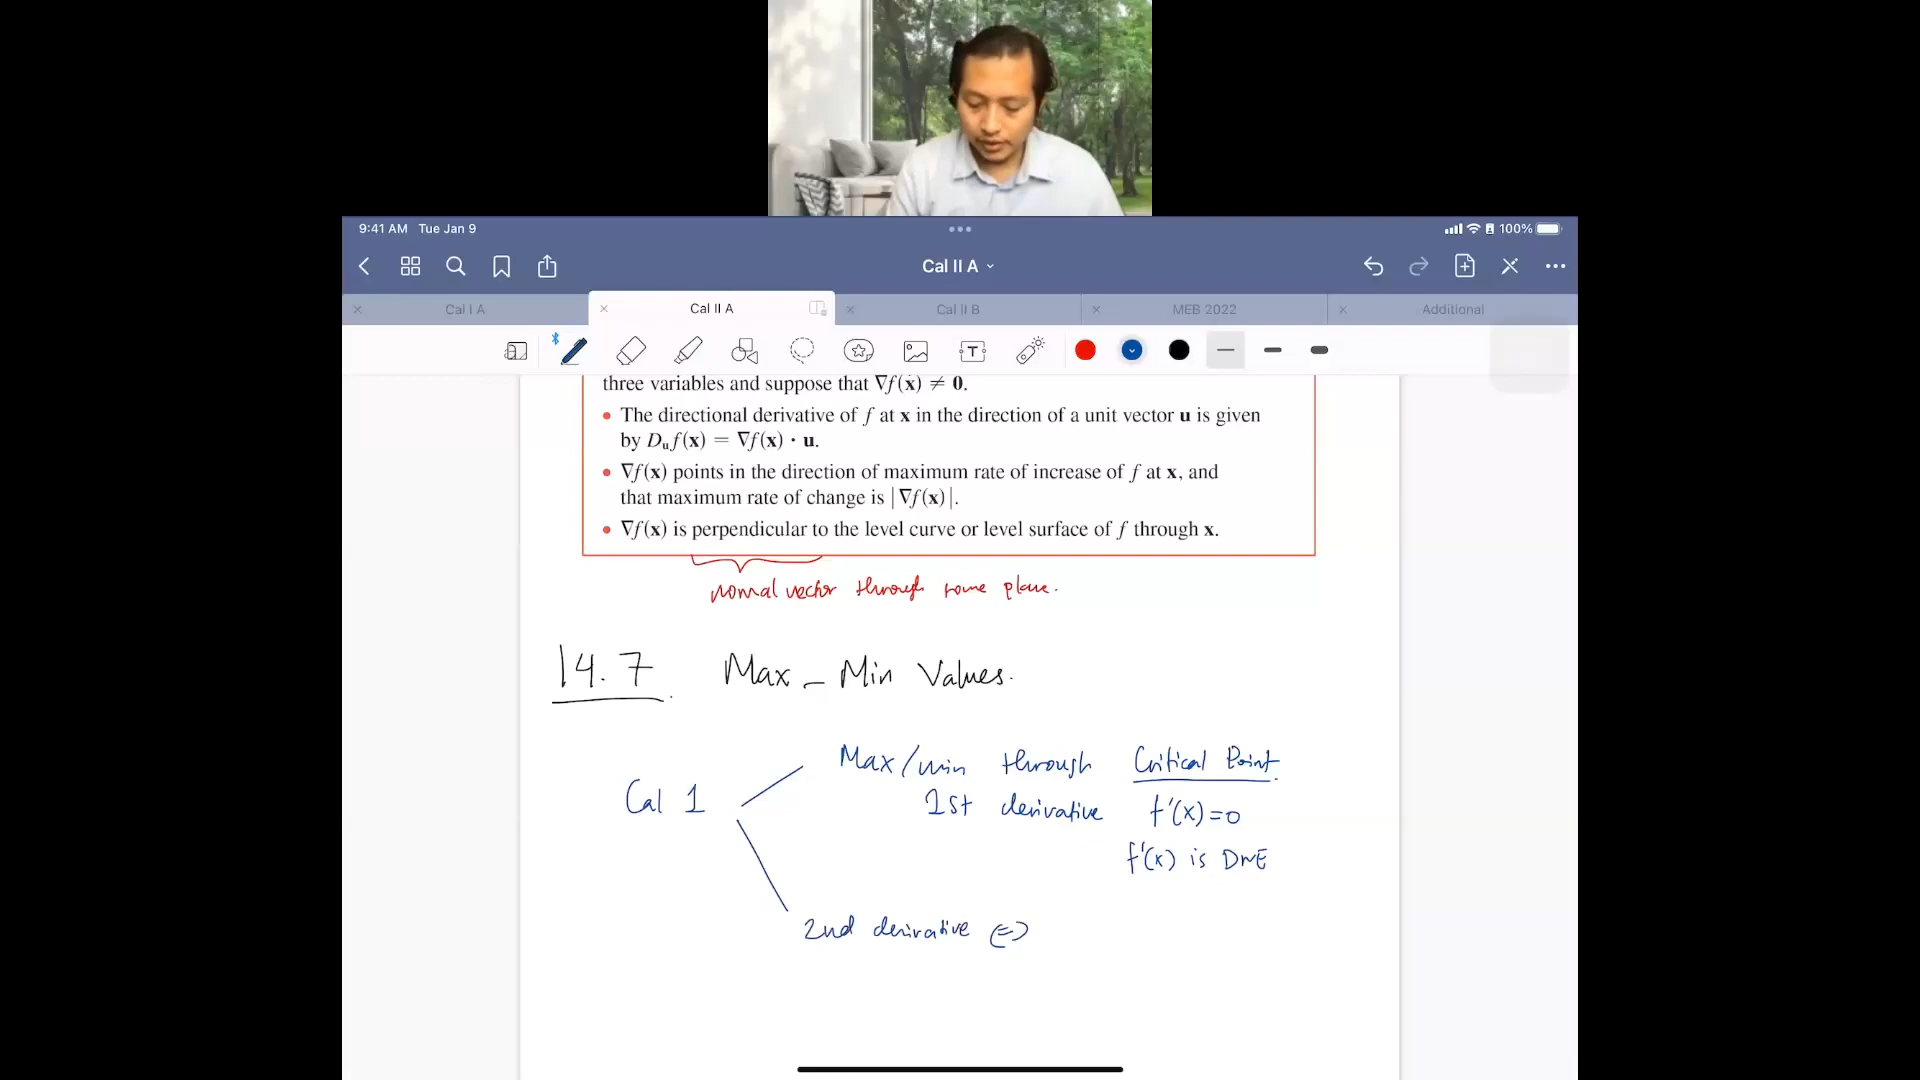 9:41 AM Tue Jan 9
100%
Cal II A
Cal I A
Cal II A
Cal II B
MEB 2022
Additional
three variables and suppose that ∇f(x) ≠ 0.
• The directional derivative of f at x in the direction of a unit vector u is given
by Duf(x) = ∇f(x) · u.
• ∇f(x) points in the direction of maximum rate of increase of f at x, and
that maximum rate of change is |∇f(x)|.
• ∇f(x) is perpendicular to the level curve or level surface of f through x.
normal vector through some plane.
14.7 Max - Min Values.
Max/min through Critical Point.
Cal 1
1st derivative f'(x)=0
f'(x) is DNE
2nd derivative ⇔